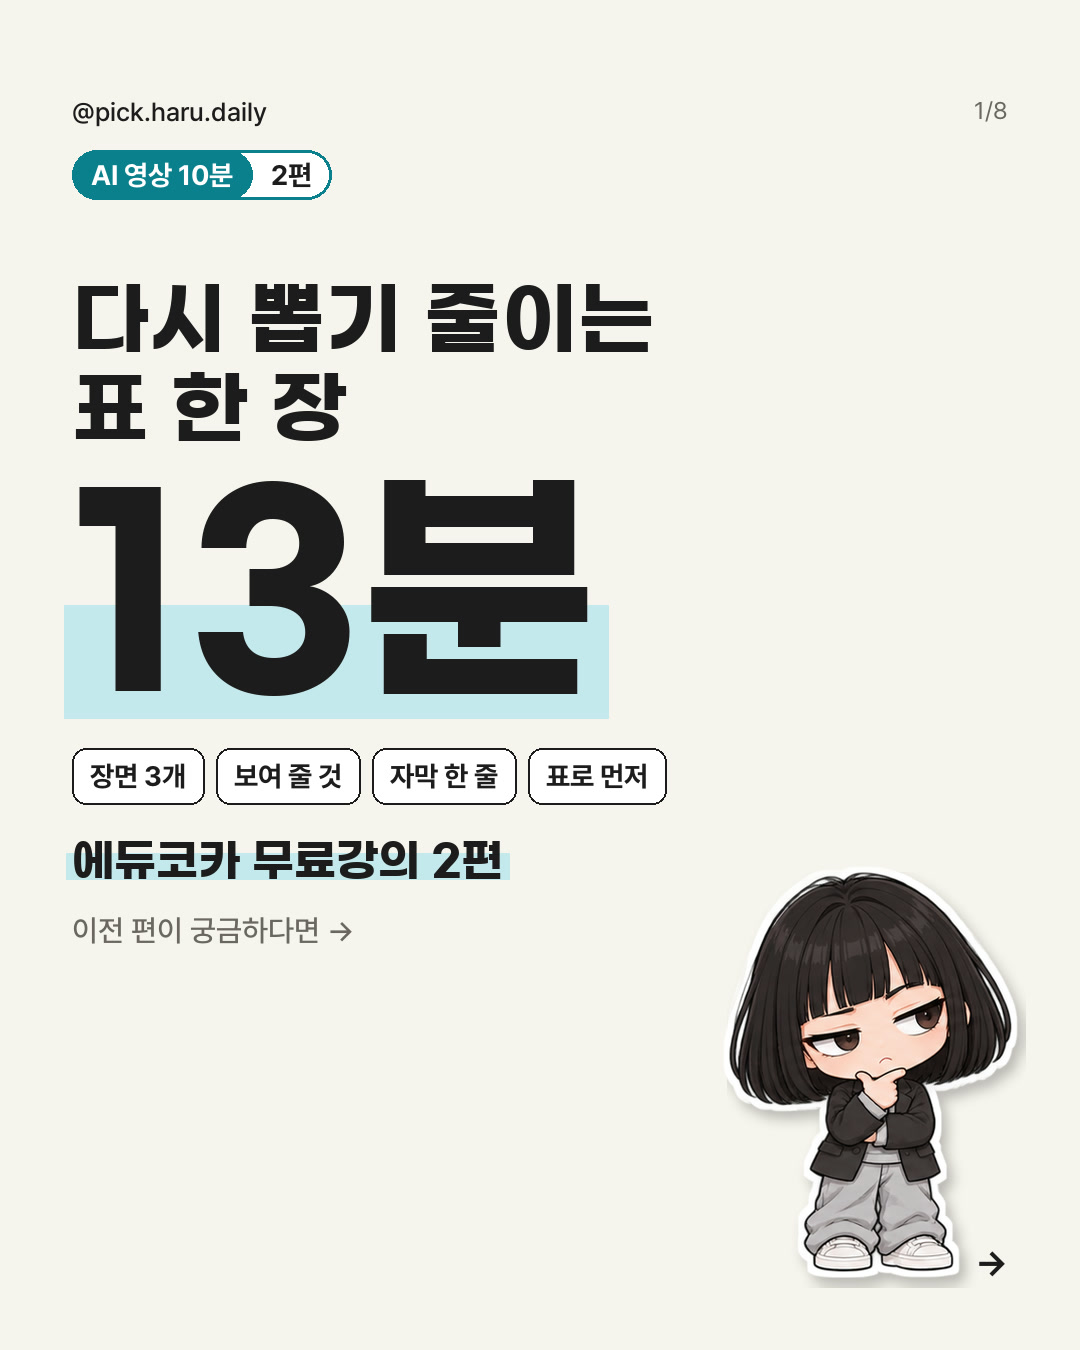 @pick.haru.daily
1/8
AI 영상 10분 2편
다시 뽑기 줄이는
표 한 장
13분
장면 3개 보여 줄 것 자막 한 줄 표로 먼저
에듀코카 무료강의 2편
이전 편이 궁금하다면 →
→